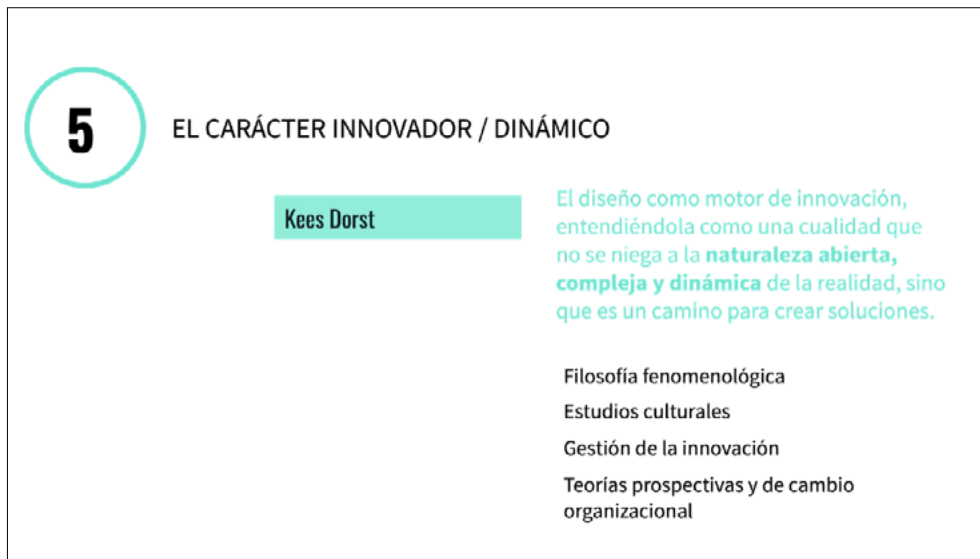 5
EL CARÁCTER INNOVADOR / DINÁMICO
Kees Dorst
El diseño como motor de innovación,
entendiéndola como una cualidad que
no se niega a la naturaleza abierta,
compleja y dinámica de la realidad, sino
que es un camino para crear soluciones.
Filosofía fenomenológica
Estudios culturales
Gestión de la innovación
Teorías prospectivas y de cambio
organizacional